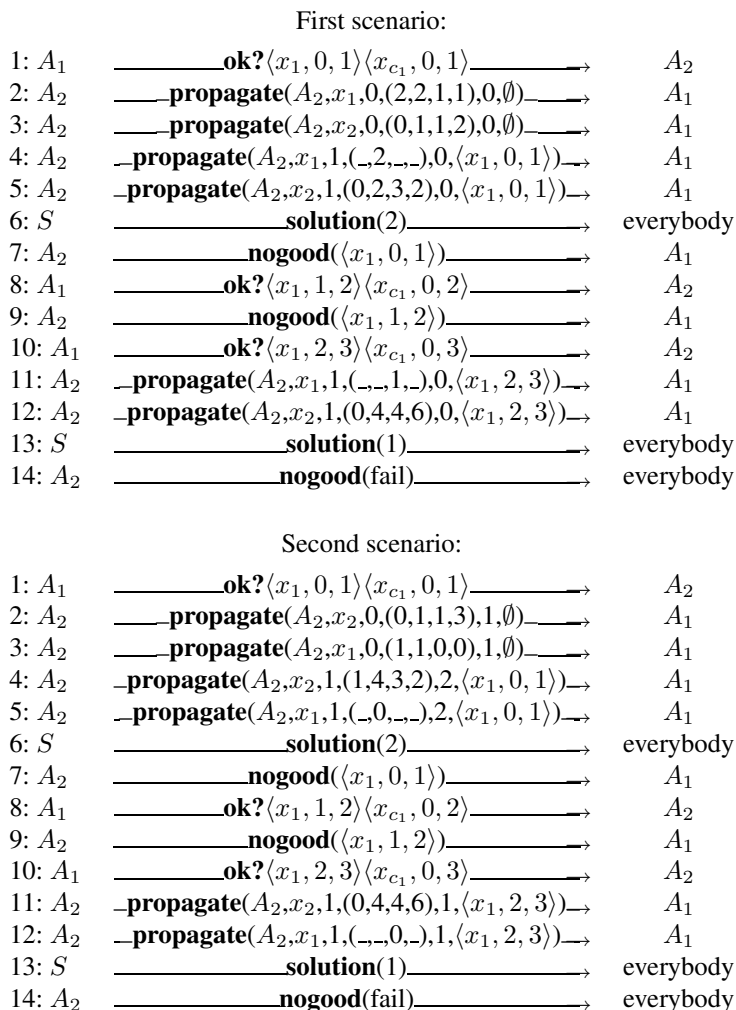 First scenario:
1: A₁ ok?⟨x₁, 0, 1⟩⟨x_{c₁}, 0, 1⟩ → A₂
2: A₂ propagate(A₂,x₁,0,(2,2,1,1),0,∅) → A₁
3: A₂ propagate(A₂,x₂,0,(0,1,1,2),0,∅) → A₁
4: A₂ propagate(A₂,x₁,1,(_,2,_,_),0,⟨x₁, 0, 1⟩) → A₁
5: A₂ propagate(A₂,x₂,1,(0,2,3,2),0,⟨x₁, 0, 1⟩) → A₁
6: S solution(2) → everybody
7: A₂ nogood(⟨x₁, 0, 1⟩) → A₁
8: A₁ ok?⟨x₁, 1, 2⟩⟨x_{c₁}, 0, 2⟩ → A₂
9: A₂ nogood(⟨x₁, 1, 2⟩) → A₁
10: A₁ ok?⟨x₁, 2, 3⟩⟨x_{c₁}, 0, 3⟩ → A₂
11: A₂ propagate(A₂,x₁,1,(_,_,1,_),0,⟨x₁, 2, 3⟩) → A₁
12: A₂ propagate(A₂,x₂,1,(0,4,4,6),0,⟨x₁, 2, 3⟩) → A₁
13: S solution(1) → everybody
14: A₂ nogood(fail) → everybody
Second scenario:
1: A₁ ok?⟨x₁, 0, 1⟩⟨x_{c₁}, 0, 1⟩ → A₂
2: A₂ propagate(A₂,x₂,0,(0,1,1,3),1,∅) → A₁
3: A₂ propagate(A₂,x₁,0,(1,1,0,0),1,∅) → A₁
4: A₂ propagate(A₂,x₂,1,(1,4,3,2),2,⟨x₁, 0, 1⟩) → A₁
5: A₂ propagate(A₂,x₁,1,(_,0,_,_),2,⟨x₁, 0, 1⟩) → A₁
6: S solution(2) → everybody
7: A₂ nogood(⟨x₁, 0, 1⟩) → A₁
8: A₁ ok?⟨x₁, 1, 2⟩⟨x_{c₁}, 0, 2⟩ → A₂
9: A₂ nogood(⟨x₁, 1, 2⟩) → A₁
10: A₁ ok?⟨x₁, 2, 3⟩⟨x_{c₁}, 0, 3⟩ → A₂
11: A₂ propagate(A₂,x₂,1,(0,4,4,6),1,⟨x₁, 2, 3⟩) → A₁
12: A₂ propagate(A₂,x₁,1,(_,_,0,_),1,⟨x₁, 2, 3⟩) → A₁
13: S solution(1) → everybody
14: A₂ nogood(fail) → everybody